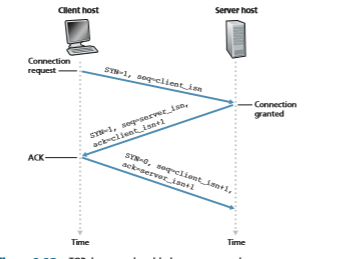 Client host
Server host
Connection
request
SYN=1, seq=client_isn
Connection
granted
SYN=1, seq=server_isn,
ack=client_isn+1
ACK
SYN=0, seq=client_isn+1,
ack=server_isn+1
Time
Time